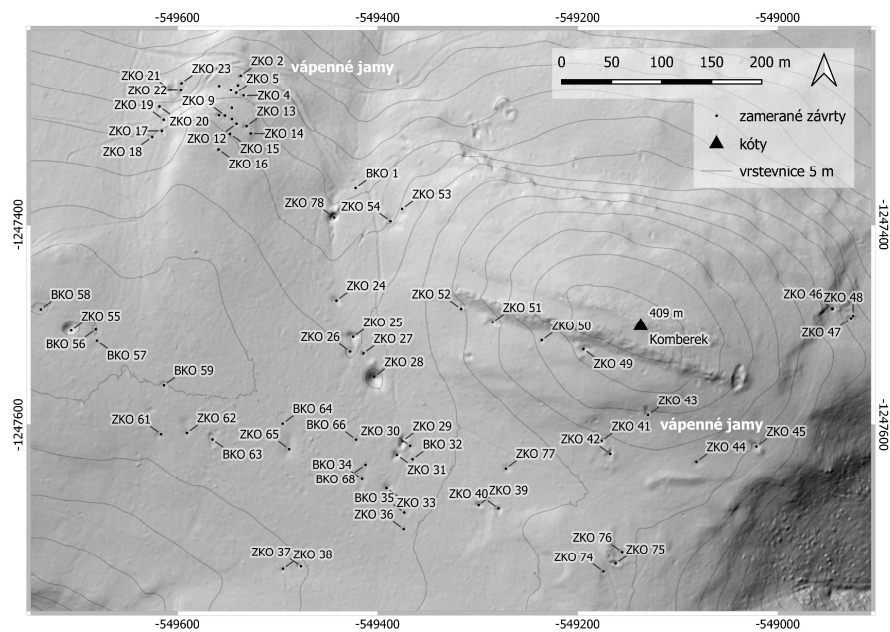 -549600
-549400
-549200
-549000
ZKO 2
vápenné jamy
ZKO 21
ZKO 23
ZKO 5
ZKO 22
ZKO 4
ZKO 19
ZKO 9
ZKO 13
ZKO 20
ZKO 17
ZKO 12
ZKO 14
ZKO 18
ZKO 15
ZKO 16
0
50
100
150
200 m
zamerané závrty
kóty
vrstevnice 5 m
BKO 1
ZKO 78
ZKO 54
ZKO 53
-1247400
-1247400
ZKO 24
ZKO 52
ZKO 51
ZKO 46
ZKO 48
BKO 58
ZKO 55
409 m
ZKO 25
ZKO 50
ZKO 47
BKO 56
ZKO 26
ZKO 27
Komberek
BKO 57
ZKO 28
ZKO 49
BKO 59
ZKO 43
BKO 64
ZKO 61
ZKO 62
BKO 66
ZKO 30
ZKO 29
ZKO 41
vápenné jamy
-1247600
-1247600
ZKO 65
BKO 32
ZKO 42
ZKO 45
BKO 63
ZKO 44
BKO 34
ZKO 31
ZKO 77
BKO 68
ZKO 40
ZKO 39
BKO 35
ZKO 33
ZKO 36
ZKO 76
ZKO 37
ZKO 38
ZKO 74
ZKO 75
-549600
-549400
-549200
-549000